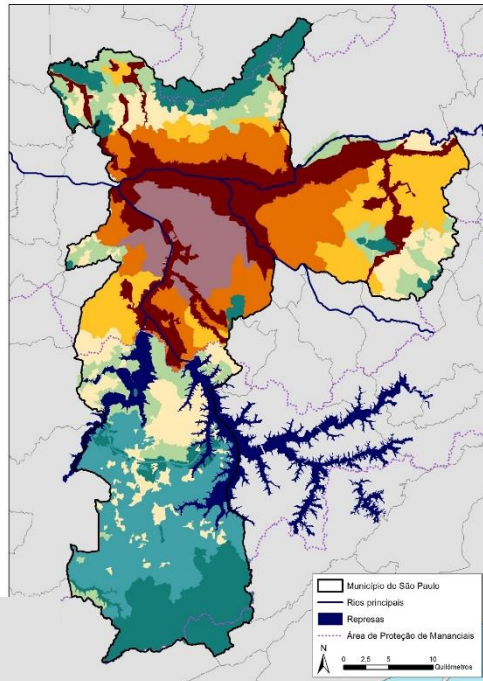 Município de São Paulo
Rios principais
Represas
Área de Proteção de Mananciais
N
0 2.5 5 10
Quilômetros